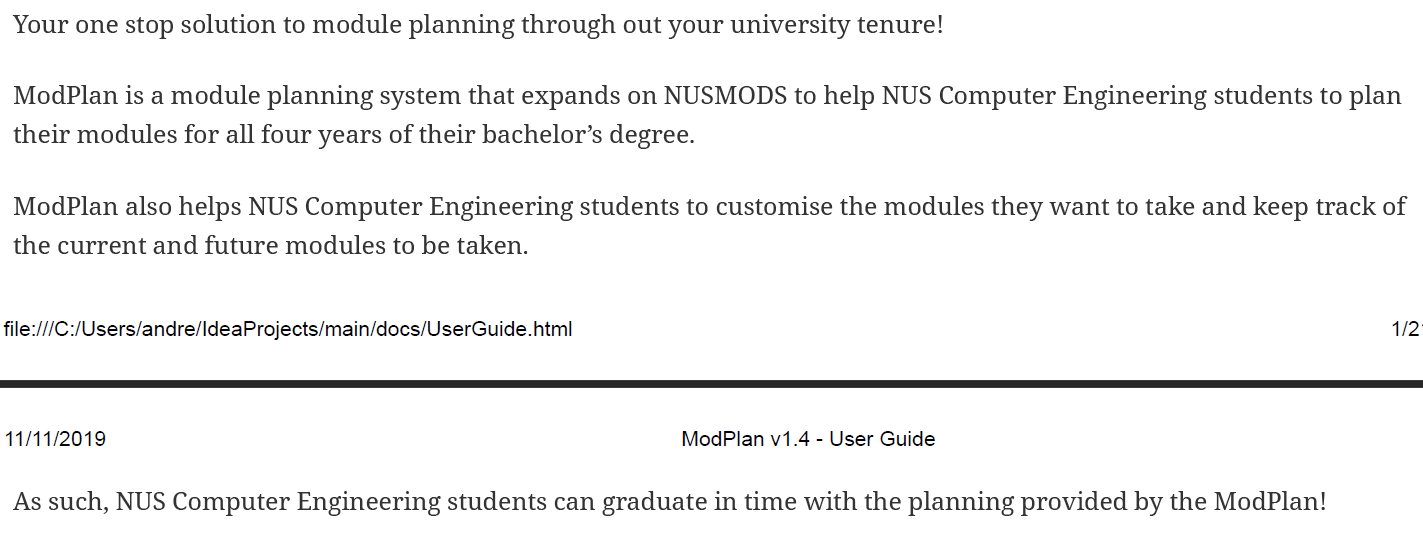 Your one stop solution to module planning through out your university tenure!
ModPlan is a module planning system that expands on NUSMODS to help NUS Computer Engineering students to plan
their modules for all four years of their bachelor’s degree.
ModPlan also helps NUS Computer Engineering students to customise the modules they want to take and keep track of
the current and future modules to be taken.
file:///C:/Users/andre/IdeaProjects/main/docs/UserGuide.html
11/11/2019 ModPlan v1.4 - User Guide
As such, NUS Computer Engineering students can graduate in time with the planning provided by the ModPlan!